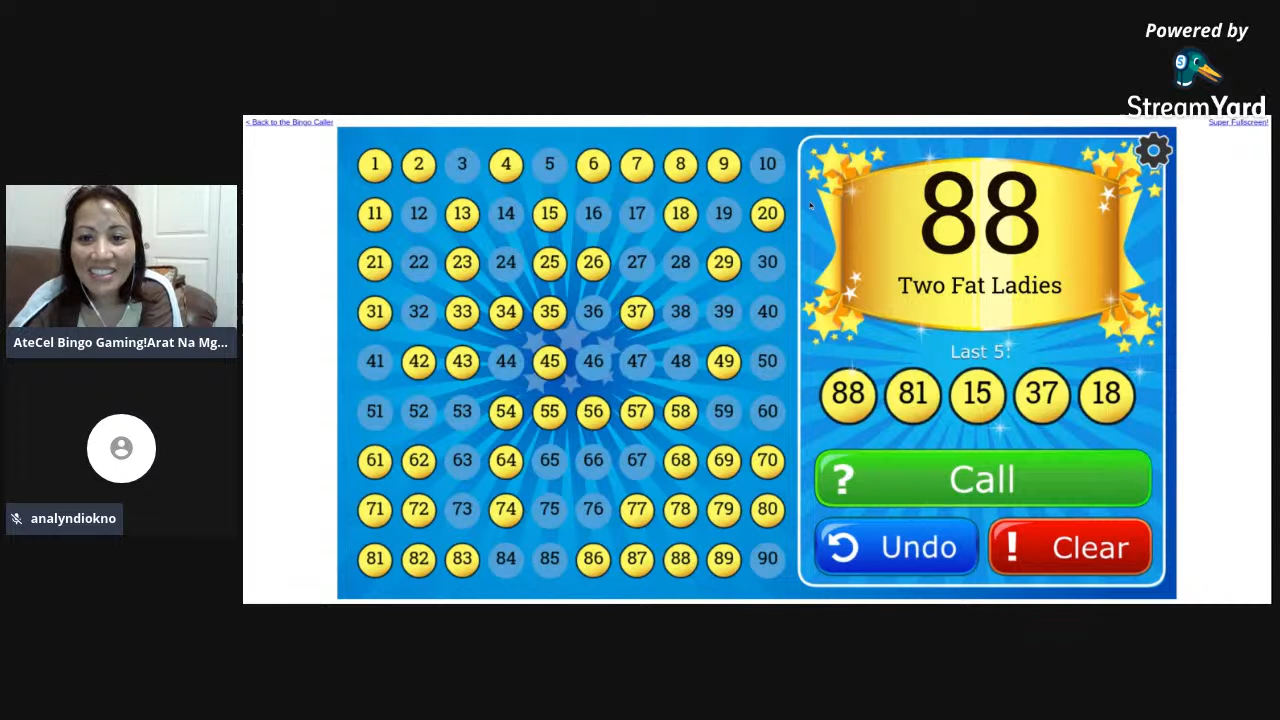 Powered by
StreamYard
< Back to the Bingo Caller
Super Fullscreen!
1 2 3 4 5 6 7 8 9 10
11 12 13 14 15 16 17 18 19 20
21 22 23 24 25 26 27 28 29 30
31 32 33 34 35 36 37 38 39 40
41 42 43 44 45 46 47 48 49 50
51 52 53 54 55 56 57 58 59 60
61 62 63 64 65 66 67 68 69 70
71 72 73 74 75 76 77 78 79 80
81 82 83 84 85 86 87 88 89 90
88
Two Fat Ladies
Last 5:
88 81 15 37 18
? Call
Undo
! Clear
AteCel Bingo Gaming!Arat Na Mg...
analyndiokno